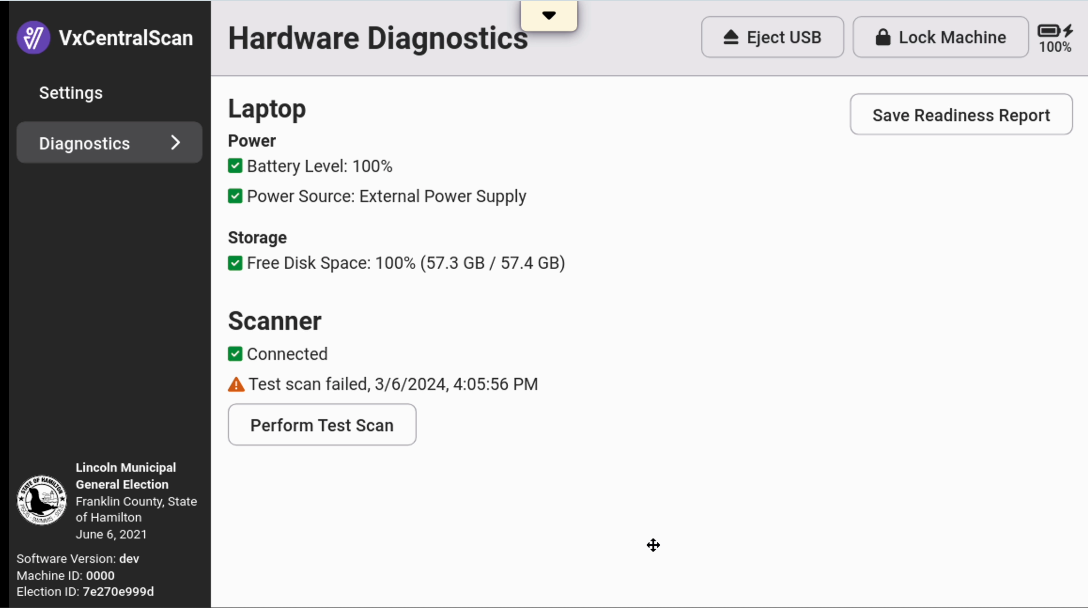 VxCentralScan
Settings
Diagnostics
Lincoln Municipal
General Election
Franklin County, State
of Hamilton
June 6, 2021
Software Version: dev
Machine ID: 0000
Election ID: 7e270e999d
Hardware Diagnostics
Eject USB
Lock Machine
100%
Save Readiness Report
Laptop
Power
Battery Level: 100%
Power Source: External Power Supply
Storage
Free Disk Space: 100% (57.3 GB / 57.4 GB)
Scanner
Connected
Test scan failed, 3/6/2024, 4:05:56 PM
Perform Test Scan